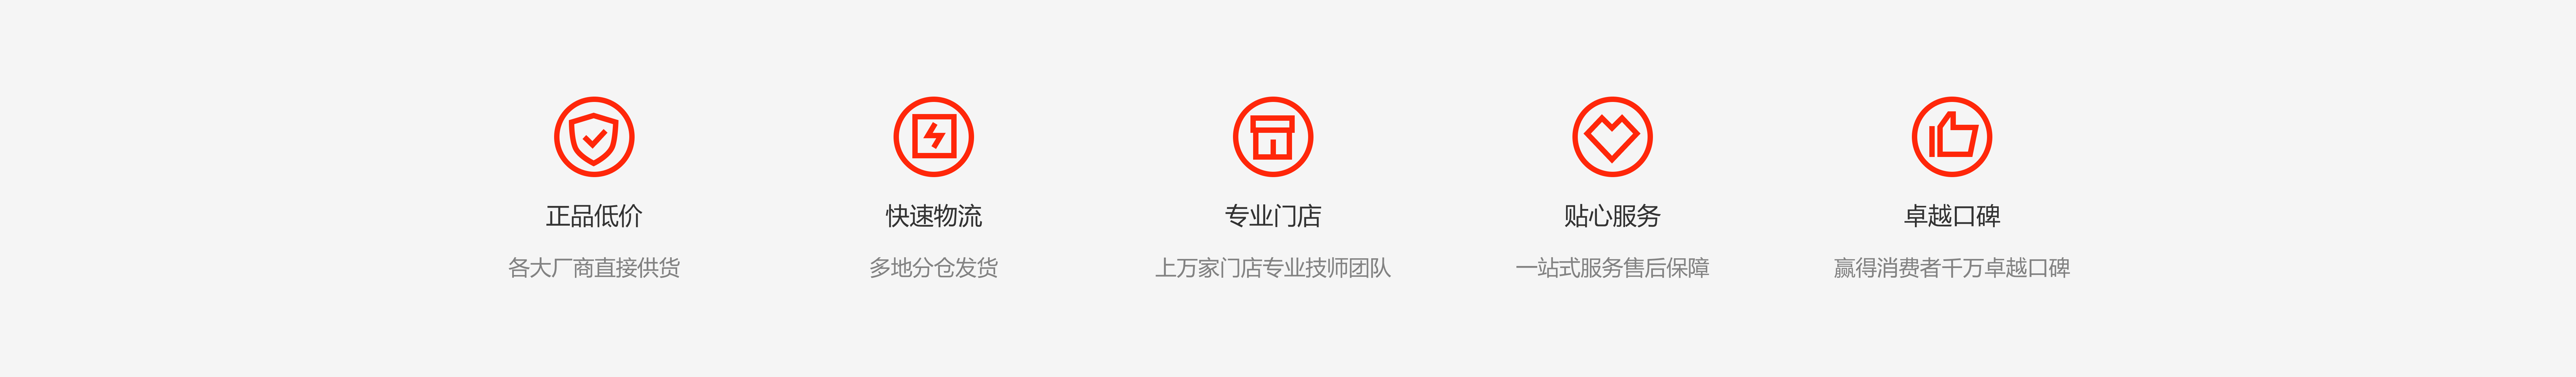 正品低价
各大厂商直接供货
快速物流
多地分仓发货
专业门店
上万家门店专业技师团队
贴心服务
一站式服务售后保障
卓越口碑
赢得消费者千万卓越口碑